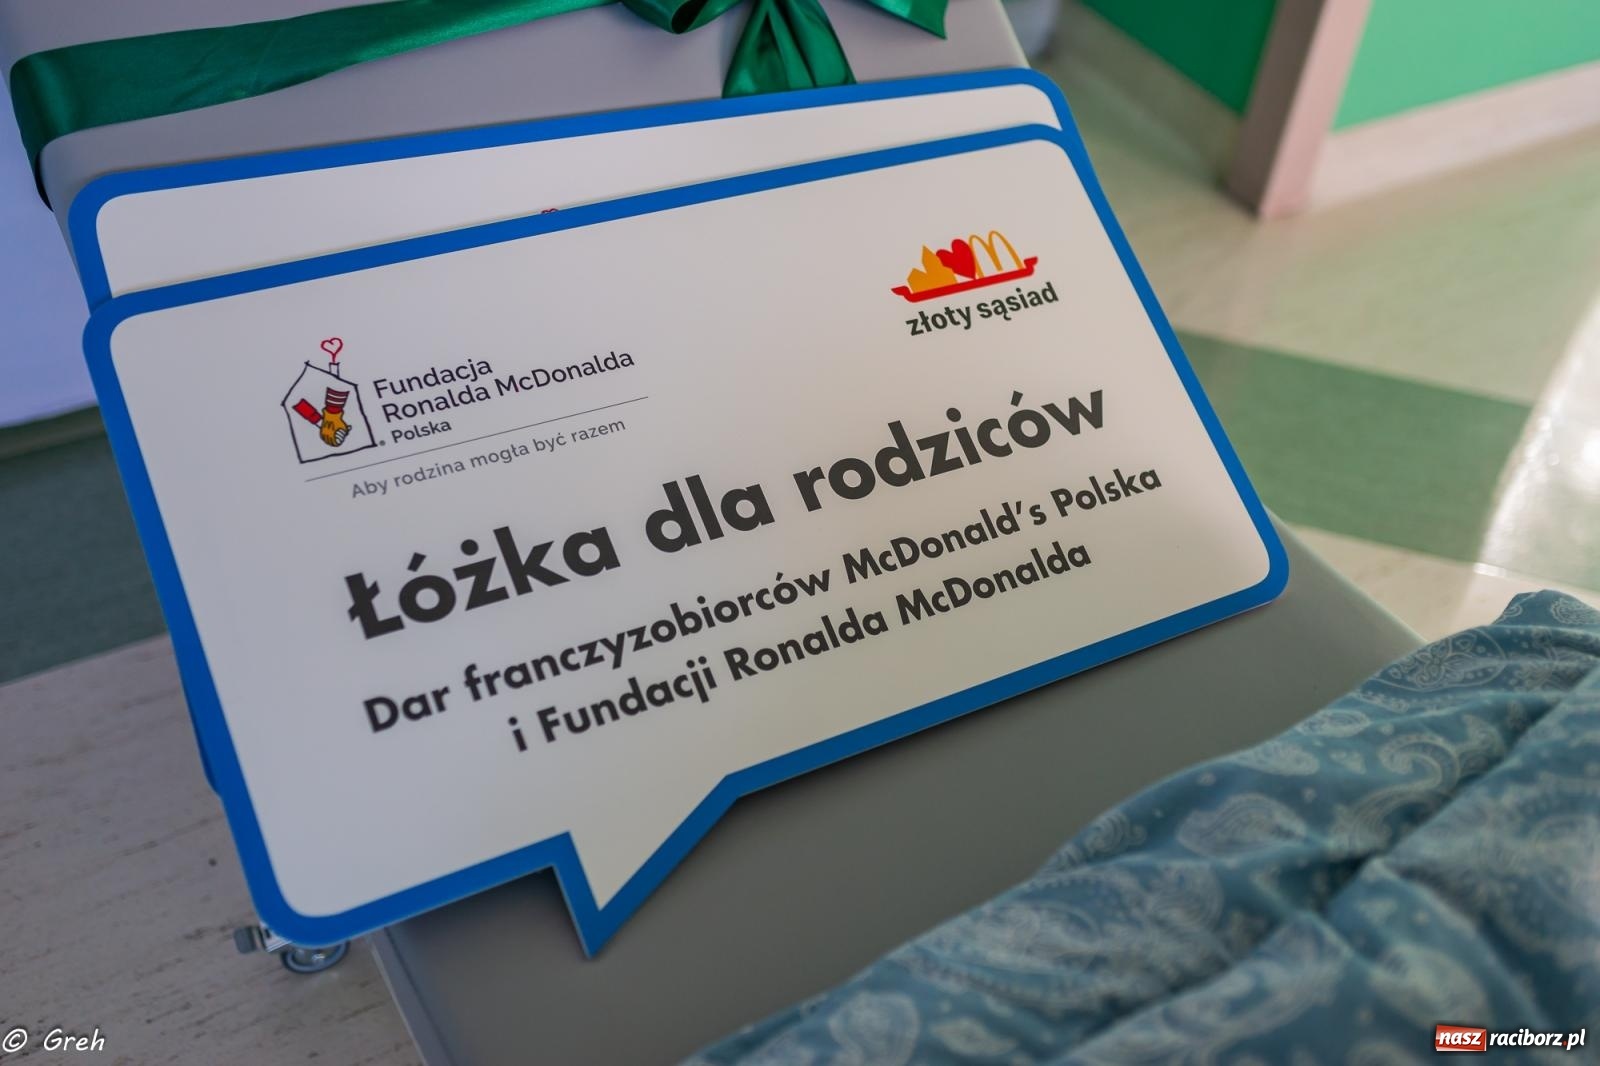 złoty sąsiad
Fundacja
Ronalda McDonalda
Polska
Aby rodzina mogła być razem
Łóżka dla rodziców
Dar franczyzobiorców McDonald's Polska
i Fundacji Ronalda McDonalda
© Greh
nasz raciborz.pl